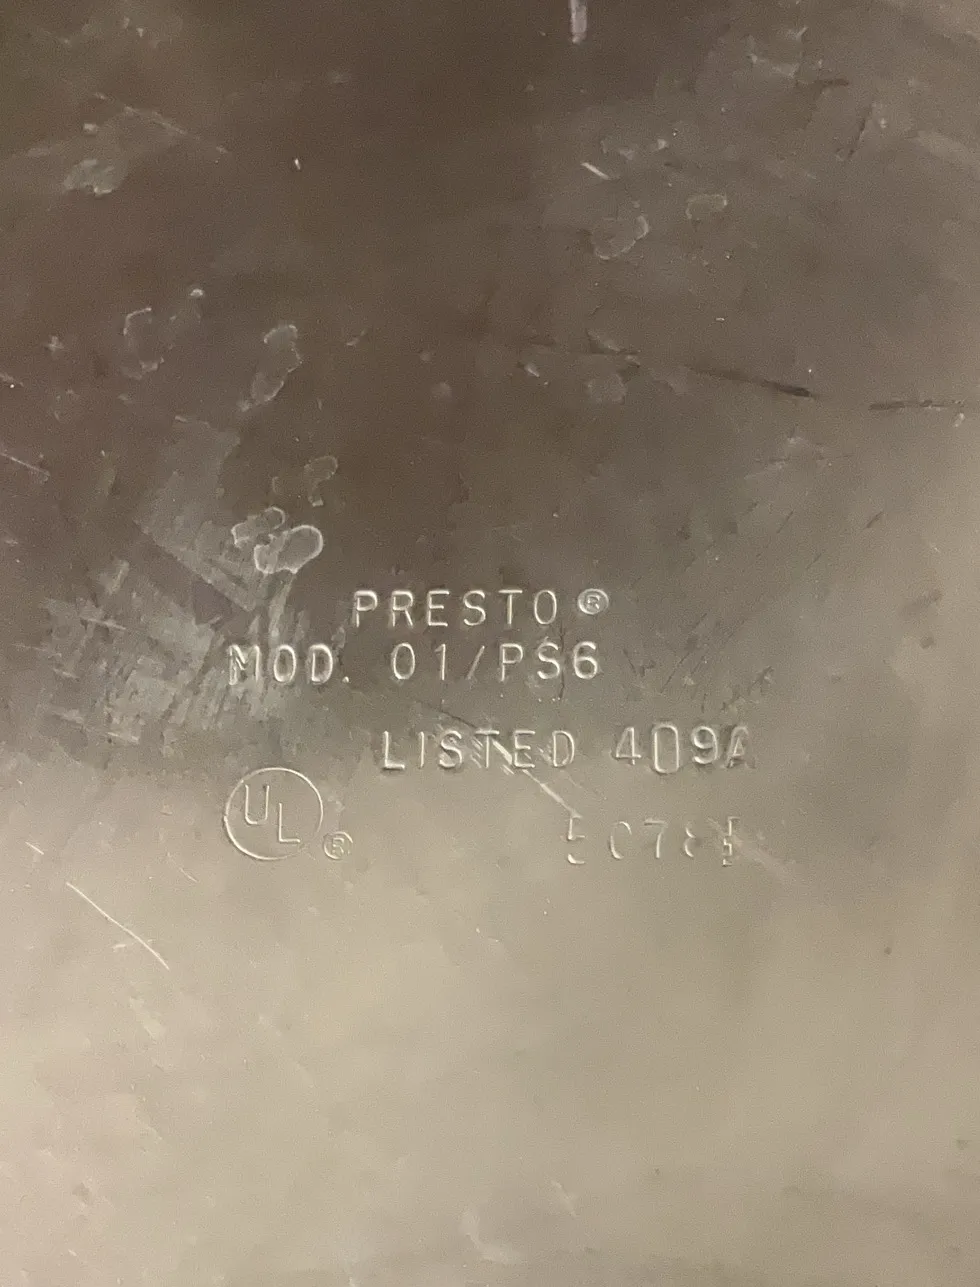 PRESTO®
MOD. 01/PS6
LISTED 409A
UL®